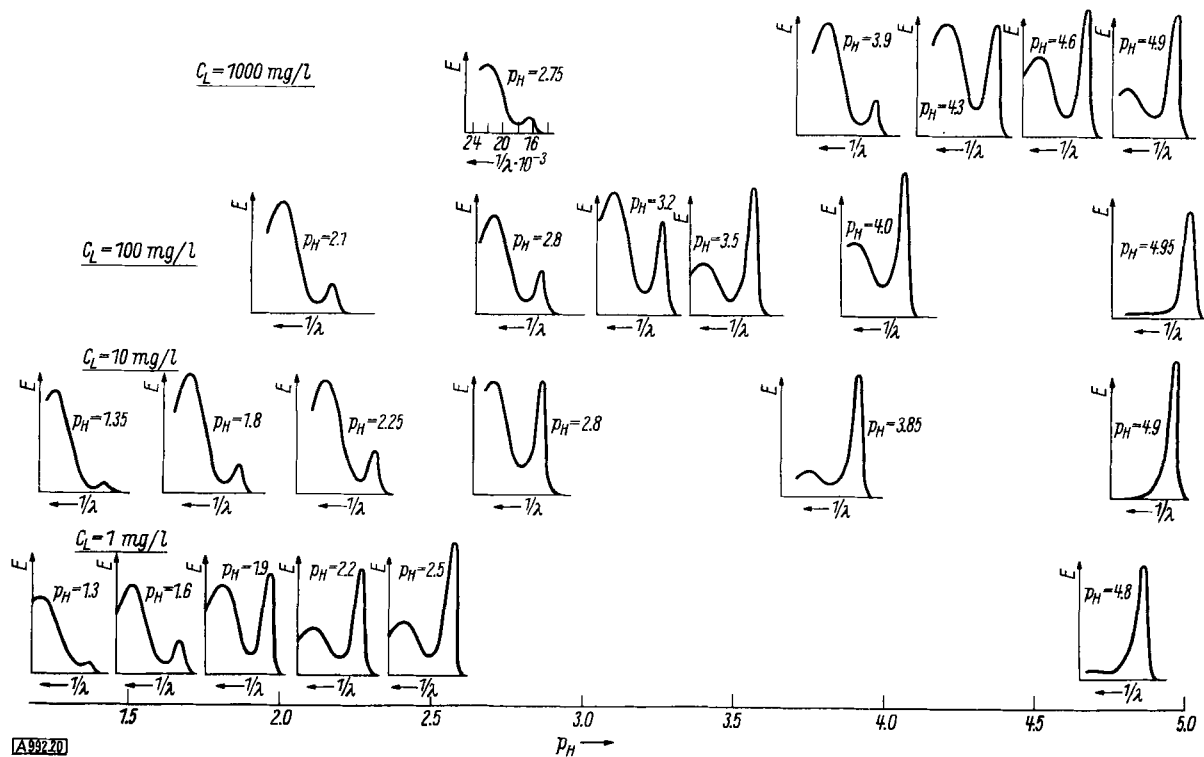 C_L = 1000 mg/l
E p_H=2.75
24 20 16
← 1/λ·10⁻³
E p_H=3.9
← 1/λ
E p_H=4.3
← 1/λ
E p_H=4.6
← 1/λ
E p_H=4.9
← 1/λ
C_L = 100 mg/l
E p_H=2.1
← 1/λ
E p_H=2.8
← 1/λ
E p_H=3.2
← 1/λ
E p_H=3.5
← 1/λ
E p_H=4.0
← 1/λ
E p_H=4.95
← 1/λ
C_L = 10 mg/l
E p_H=1.35
← 1/λ
E p_H=1.8
← 1/λ
E p_H=2.25
← 1/λ
E p_H=2.8
← 1/λ
E p_H=3.85
← 1/λ
E p_H=4.9
← 1/λ
C_L = 1 mg/l
E p_H=1.3
← 1/λ
E p_H=1.6
← 1/λ
E p_H=1.9
← 1/λ
E p_H=2.2
← 1/λ
E p_H=2.5
← 1/λ
E p_H=4.8
← 1/λ
1.5 2.0 2.5 3.0 3.5 4.0 4.5 5.0
p_H →
A992.20